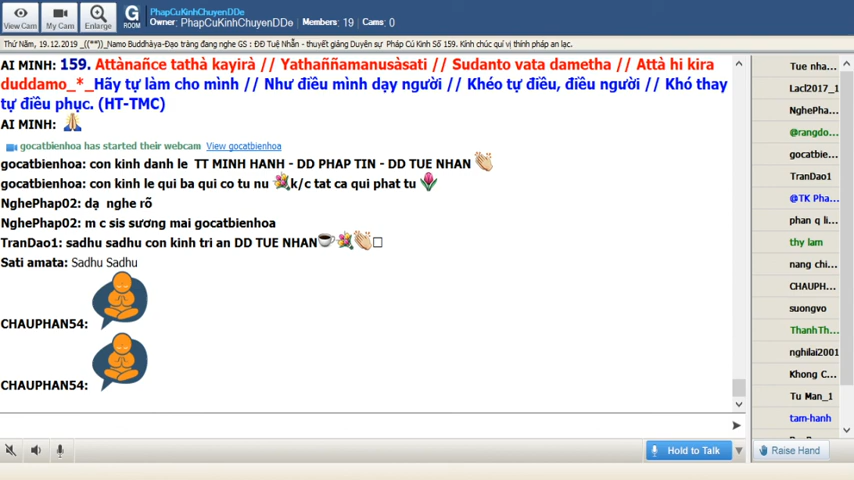 View Cam
My Cam
Enlarge
G
ROOM
PhapCuKinhChuyenDDe
Owner: PhapCuKinhChuyenDDe Members: 19 Cams: 0
Thứ Năm, 19.12.2019 _((**))_Namo Buddhàya-Đạo tràng đang nghe GS : ĐĐ Tuệ Nhẫn - thuyết giảng Duyên sự Pháp Cú Kinh Số 159. Kinh chúc quí vị thính pháp an lạc.
AI MINH: 159. Attànañce tathà kayirà // Yathaññamanusàsati // Sudanto vata dametha // Attà hi kira
duddamo_*_Hãy tự làm cho mình // Như điều mình dạy người // Khéo tự điều, điều người // Khó thay
tự điều phục. (HT-TMC)
AI MINH:
gocatbienhoa has started their webcam View gocatbienhoa
gocatbienhoa: con kinh danh le TT MINH HANH - DD PHAP TIN - DD TUE NHAN
gocatbienhoa: con kinh le qui ba qui co tu nu k/c tat ca qui phat tu
NghePhap02: dạ nghe rõ
NghePhap02: m c sis sương mai gocatbienhoa
TranDao1: sadhu sadhu con kinh tri an DD TUE NHAN
Sati amata: Sadhu Sadhu
CHAUPHAN54:
CHAUPHAN54:
Hold to Talk
Tue nha...
Lacl2017_1
NghePha...
@rangdo...
gocatbie...
TranDao1
@TK Pha...
phan q li...
thy lam
nang chi...
CHAUPH...
suongvo
ThanhTh...
nghilai2001
Khong C...
Tu Man_1
tam-hanh
Raise Hand